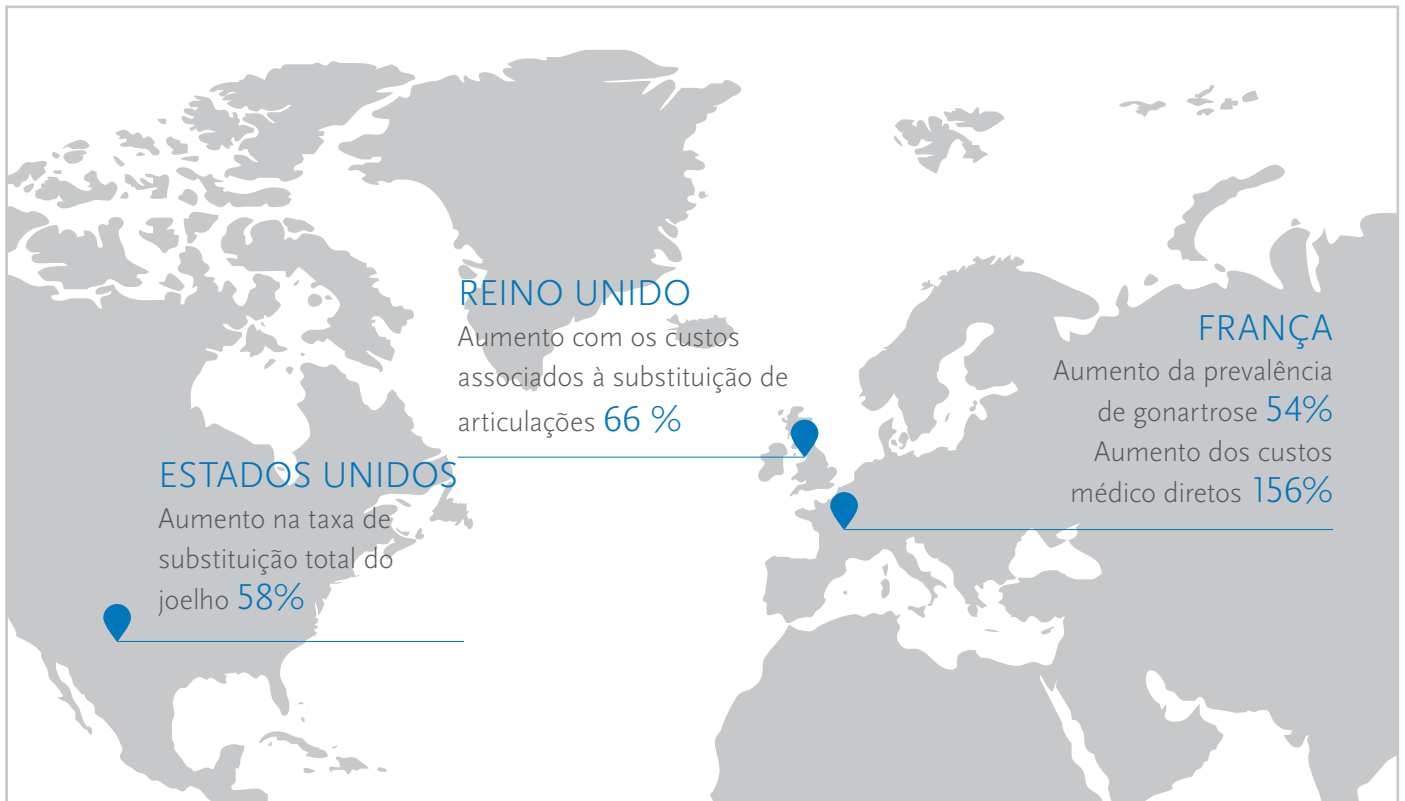 REINO UNIDO
Aumento com os custos
associados à substituição de
articulações 66 %
FRANÇA
Aumento da prevalência
de gonartrose 54%
Aumento dos custos
médico diretos 156%
ESTADOS UNIDOS
Aumento na taxa de
substituição total do
joelho 58%